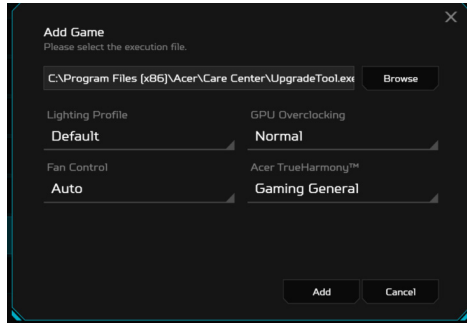 Add Game
Please select the execution file.
C:\Program Files (x86)\Acer\Care Center\UpgradeTool.exe
Browse
Lighting Profile
GPU Overclocking
Default
Normal
Fan Control
Acer TrueHarmony™
Auto
Gaming General
Add
Cancel